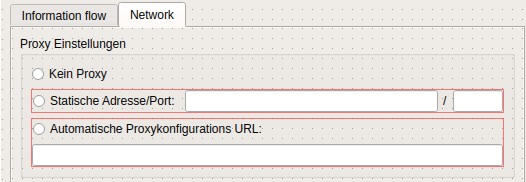 Information flow Network
Proxy Einstellungen
Kein Proxy
Statische Adresse/Port: /
Automatische Proxykonfigurations URL: